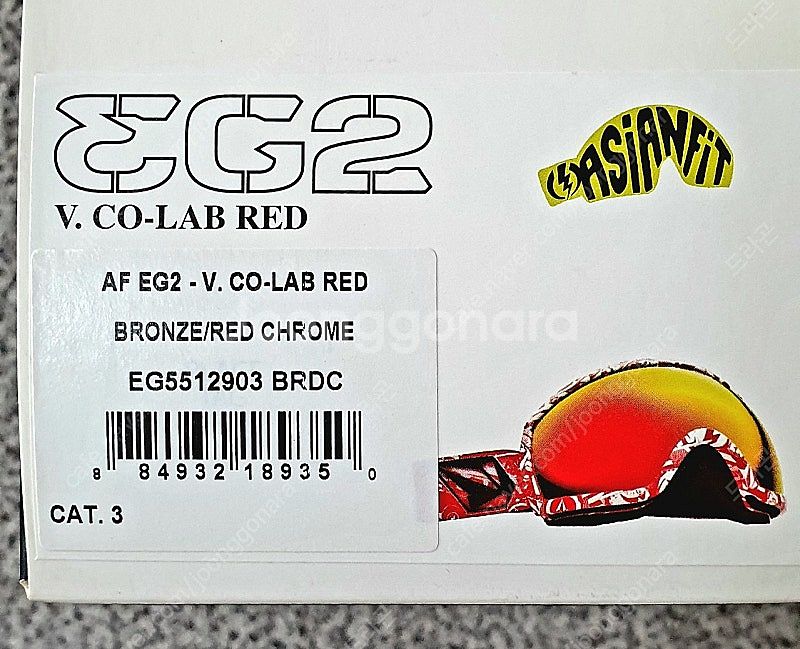 EG2
ASIANFIT
V. CO-LAB RED
AF EG2 - V. CO-LAB RED
BRONZE/RED CHROME
joonggonara
EG5512903 BRDC
8 84932 18935 0
CAT. 3